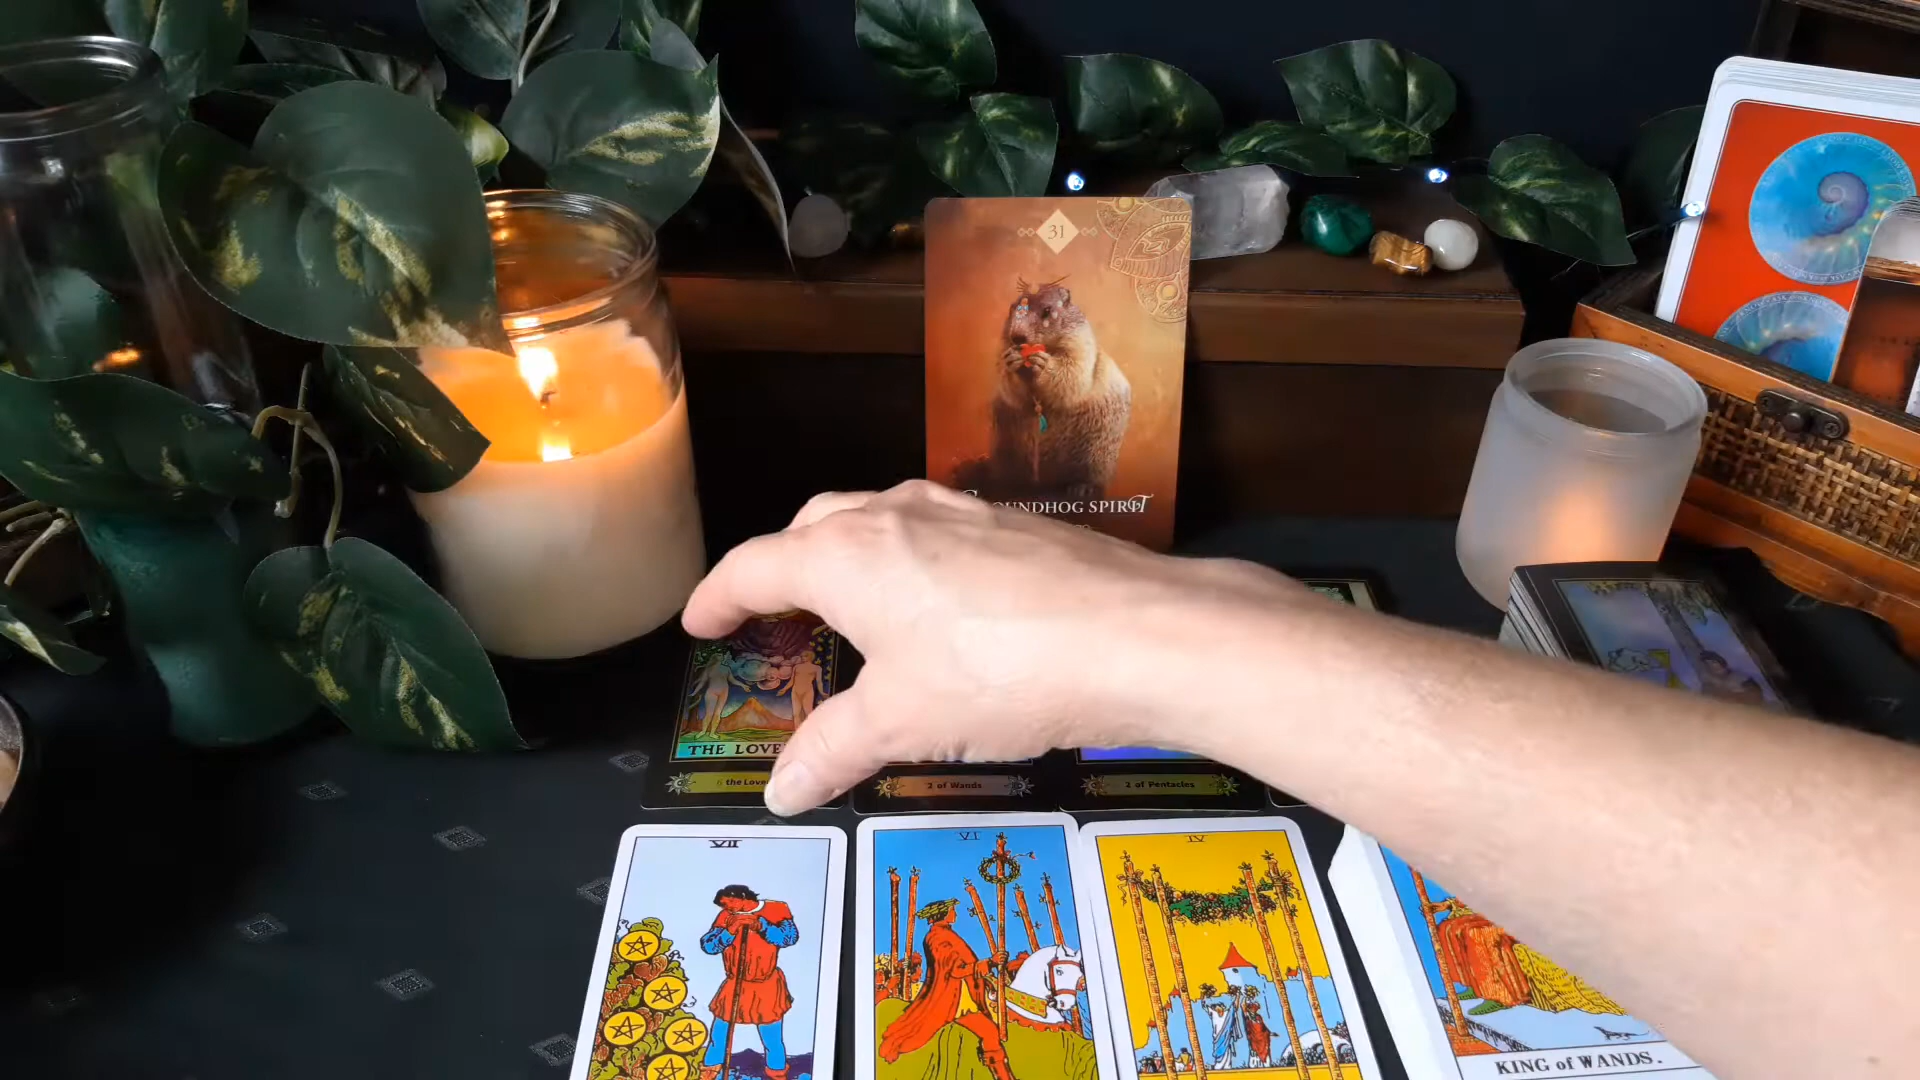 31
OUNDHOG SPIRIT
THE LOVE
6 the Love
2 of Wands
2 of Pentacles
VII
VI
IV
KING of WANDS.